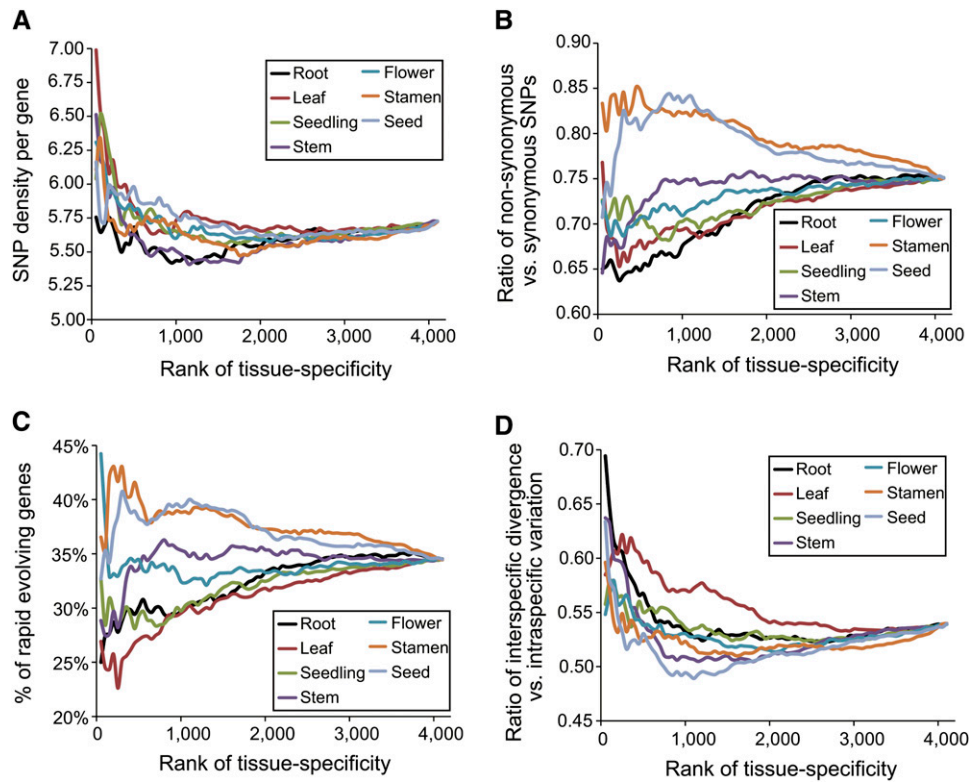 A
SNP density per gene
7.00
6.75
6.50
6.25
6.00
5.75
5.50
5.25
5.00
0
1,000
2,000
3,000
4,000
Rank of tissue-specificity
Root
Leaf
Seedling
Stem
Flower
Stamen
Seed
B
Ratio of non-synonymous
vs. synonymous SNPs
0.90
0.85
0.80
0.75
0.70
0.65
0.60
0
1,000
2,000
3,000
4,000
Rank of tissue-specificity
Root
Leaf
Seedling
Stem
Flower
Stamen
Seed
C
% of rapid evolving genes
45%
40%
35%
30%
25%
20%
0
1,000
2,000
3,000
4,000
Rank of tissue-specificity
Root
Leaf
Seedling
Stem
Flower
Stamen
Seed
D
Ratio of interspecific divergence
vs. intraspecific variation
0.70
0.65
0.60
0.55
0.50
0.45
0
1,000
2,000
3,000
4,000
Rank of tissue-specificity
Root
Leaf
Seedling
Stem
Flower
Stamen
Seed